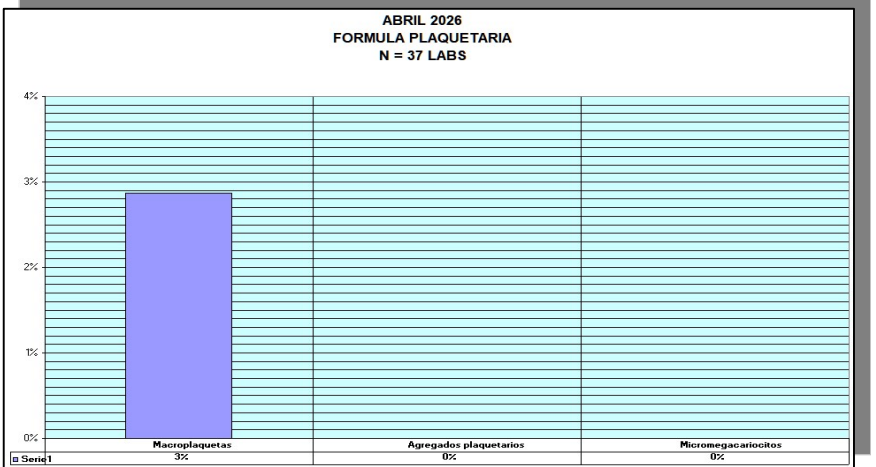 ABRIL 2026
FORMULA PLAQUETARIA
N = 37 LABS
4%
3%
2%
1%
0%
Macroplaquetas Agregados plaquetarios Micromegacariocitos
Serie1 3% 0% 0%